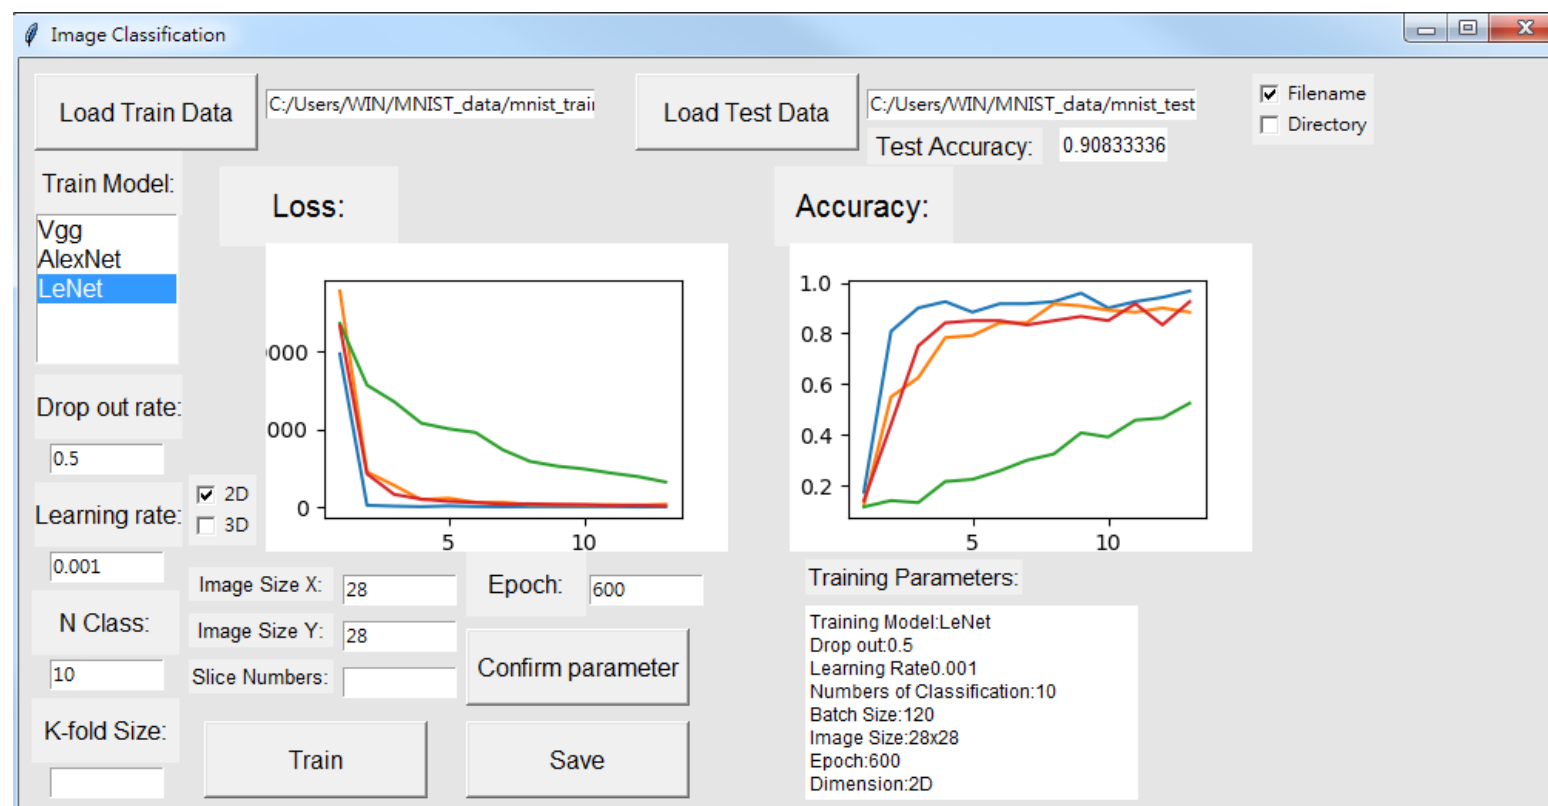 Image Classification
Load Train Data
C:/Users/WIN/MNIST_data/mnist_trai
Load Test Data
C:/Users/WIN/MNIST_data/mnist_test
Filename
Directory
Test Accuracy:
0.90833336
Train Model:
Vgg
AlexNet
LeNet
Loss:
Accuracy:
000
000
0
5
10
1.0
0.8
0.6
0.4
0.2
5
10
Drop out rate:
0.5
2D
3D
Learning rate:
0.001
N Class:
10
K-fold Size:
Image Size X:
28
Image Size Y:
28
Slice Numbers:
Epoch:
600
Confirm parameter
Train
Save
Training Parameters:
Training Model:LeNet
Drop out:0.5
Learning Rate0.001
Numbers of Classification:10
Batch Size:120
Image Size:28x28
Epoch:600
Dimension:2D